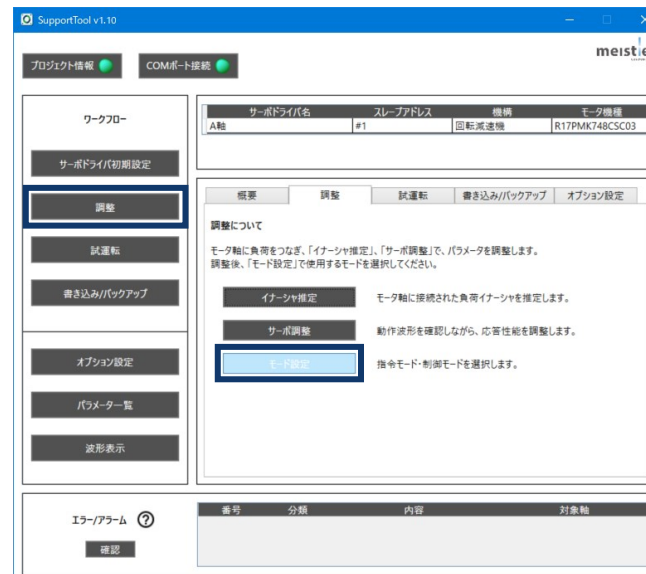 SupportTool v1.10
meistle
プロジェクト情報
COMポート接続
ワークフロー
サーボドライバ初期設定
調整
試運転
書き込み/バックアップ
オプション設定
パラメータ一覧
波形表示
サーボドライバ名 スレーブアドレス 機構 モータ機種
A軸 #1 回転減速機 R17PMK748CSC03
概要 調整 試運転 書き込み/バックアップ オプション設定
調整について
モータ軸に負荷をつなぎ、「イナーシャ推定」、「サーボ調整」で、パラメータを調整します。
調整後、「モード設定」で使用するモードを選択してください。
イナーシャ推定 モータ軸に接続された負荷イナーシャを推定します。
サーボ調整 動作波形を確認しながら、応答性能を調整します。
モード設定 指令モード・制御モードを選択します。
エラー/アラーム ?
確認
番号 分類 内容 対象軸